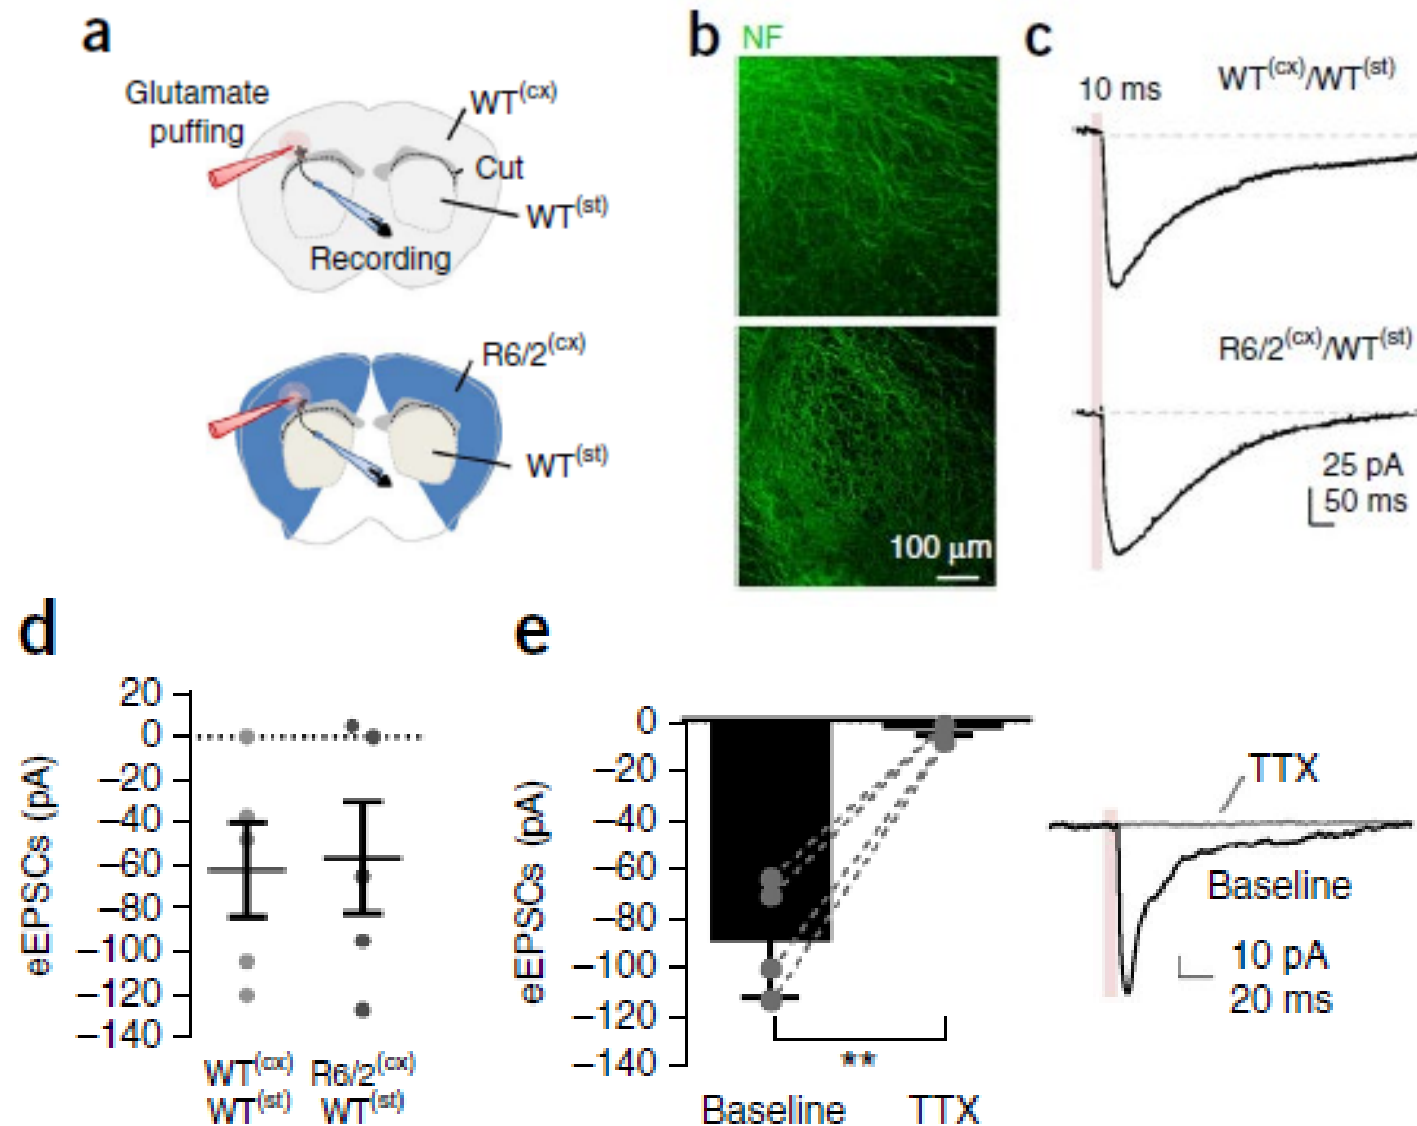 a
Glutamate
puffing
WT(cx)
Cut
WT(st)
Recording
R6/2(cx)
WT(st)
b
NF
100 µm
c
10 ms
WT(cx)/WT(st)
R6/2(cx)/WT(st)
25 pA
50 ms
d
eEPSCs (pA)
20
0
−20
−40
−60
−80
−100
−120
−140
WT(cx) R6/2(cx)
WT(st) WT(st)
e
eEPSCs (pA)
0
−20
−40
−60
−80
−100
−120
−140
**
Baseline TTX
TTX
Baseline
10 pA
20 ms